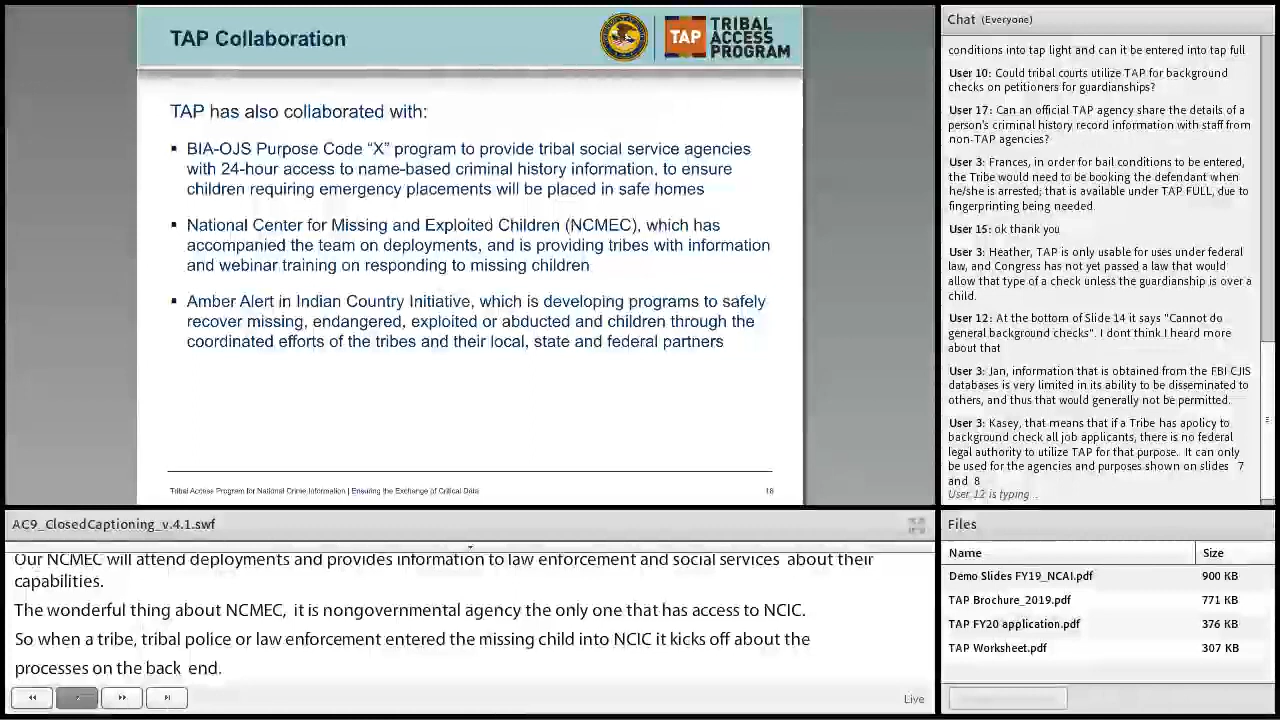 TAP Collaboration
TAP
TRIBAL
ACCESS
PROGRAM
TAP has also collaborated with:
▪ BIA-OJS Purpose Code “X” program to provide tribal social service agencies
with 24-hour access to name-based criminal history information, to ensure
children requiring emergency placements will be placed in safe homes
▪ National Center for Missing and Exploited Children (NCMEC), which has
accompanied the team on deployments, and is providing tribes with information
and webinar training on responding to missing children
▪ Amber Alert in Indian Country Initiative, which is developing programs to safely
recover missing, endangered, exploited or abducted and children through the
coordinated efforts of the tribes and their local, state and federal partners
Tribal Access Program for National Crime Information | Ensuring the Exchange of Critical Data
18
Chat (Everyone)
conditions into tap light and can it be entered into tap full
User 10: Could tribal courts utilize TAP for background
checks on petitioners for guardianships?
User 17: Can an official TAP agency share the details of a
person's criminal history record information with staff from
non-TAP agencies?
User 3: Frances, in order for bail conditions to be entered,
the Tribe would need to be booking the defendant when
he/she is arrested; that is available under TAP FULL, due to
fingerprinting being needed.
User 15: ok thank you
User 3: Heather, TAP is only usable for uses under federal
law, and Congress has not yet passed a law that would
allow that type of a check unless the guardianship is over a
child.
User 12: At the bottom of Slide 14 it says "Cannot do
general background checks". I dont think I heard more
about that
User 3: Jan, information that is obtained from the FBI CJIS
databases is very limited in its ability to be disseminated to
others, and thus that would generally not be permitted.
User 3: Kasey, that means that if a Tribe has apolicy to
background check all job applicants, there is no federal
legal authority to utilize TAP for that purpose. It can only
be used for the agencies and purposes shown on slides 7
and 8
User 12 is typing...
AC9_ClosedCaptioning_v.4.1.swf
Our NCMEC will attend deployments and provides information to law enforcement and social services about their
capabilities.
The wonderful thing about NCMEC, it is nongovernmental agency the only one that has access to NCIC.
So when a tribe, tribal police or law enforcement entered the missing child into NCIC it kicks off about the
processes on the back end.
Live
Files
Name Size
Demo Slides FY19_NCAI.pdf 900 KB
TAP Brochure_2019.pdf 771 KB
TAP FY20 application.pdf 376 KB
TAP Worksheet.pdf 307 KB